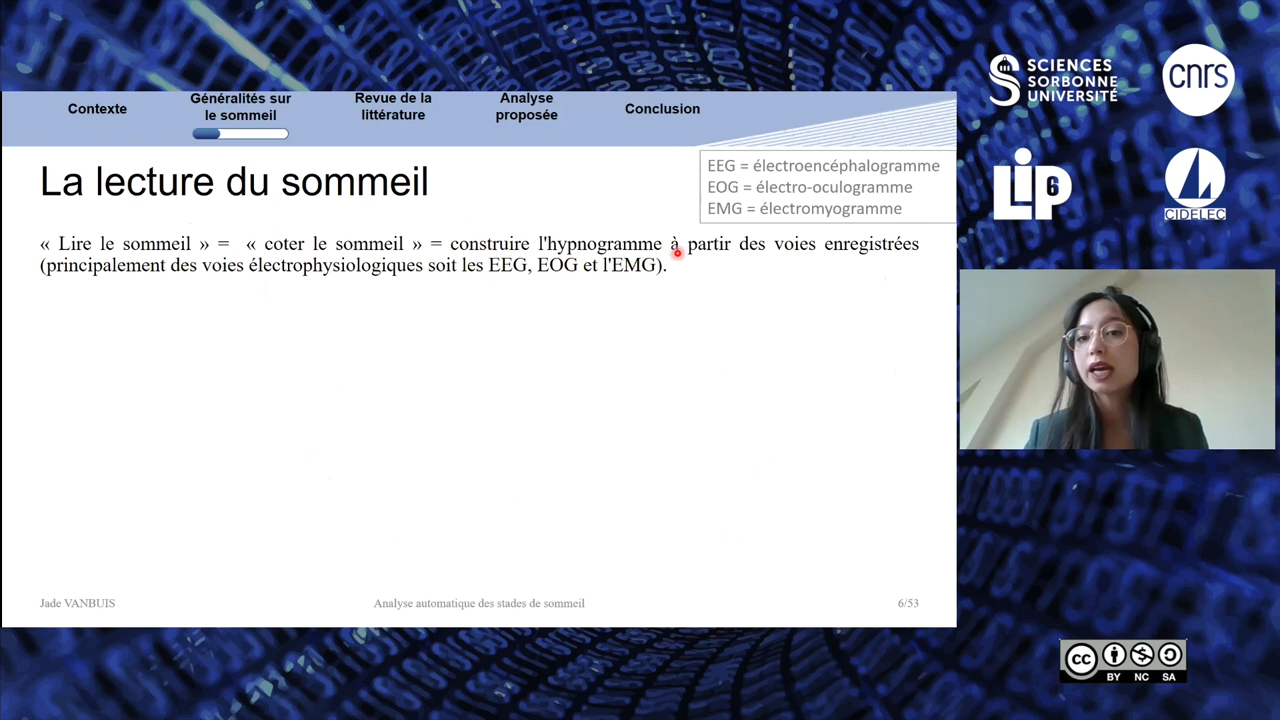 Contexte
Généralités sur
le sommeil
Revue de la
littérature
Analyse
proposée
Conclusion
La lecture du sommeil
EEG = électroencéphalogramme
EOG = électro-oculogramme
EMG = électromyogramme
« Lire le sommeil » = « coter le sommeil » = construire l'hypnogramme à partir des voies enregistrées
(principalement des voies électrophysiologiques soit les EEG, EOG et l'EMG).
Jade VANBUIS
Analyse automatique des stades de sommeil
6/53
SCIENCES
SORBONNE
UNIVERSITÉ
cnrs
LIP6
CIDELEC
cc
BY NC SA